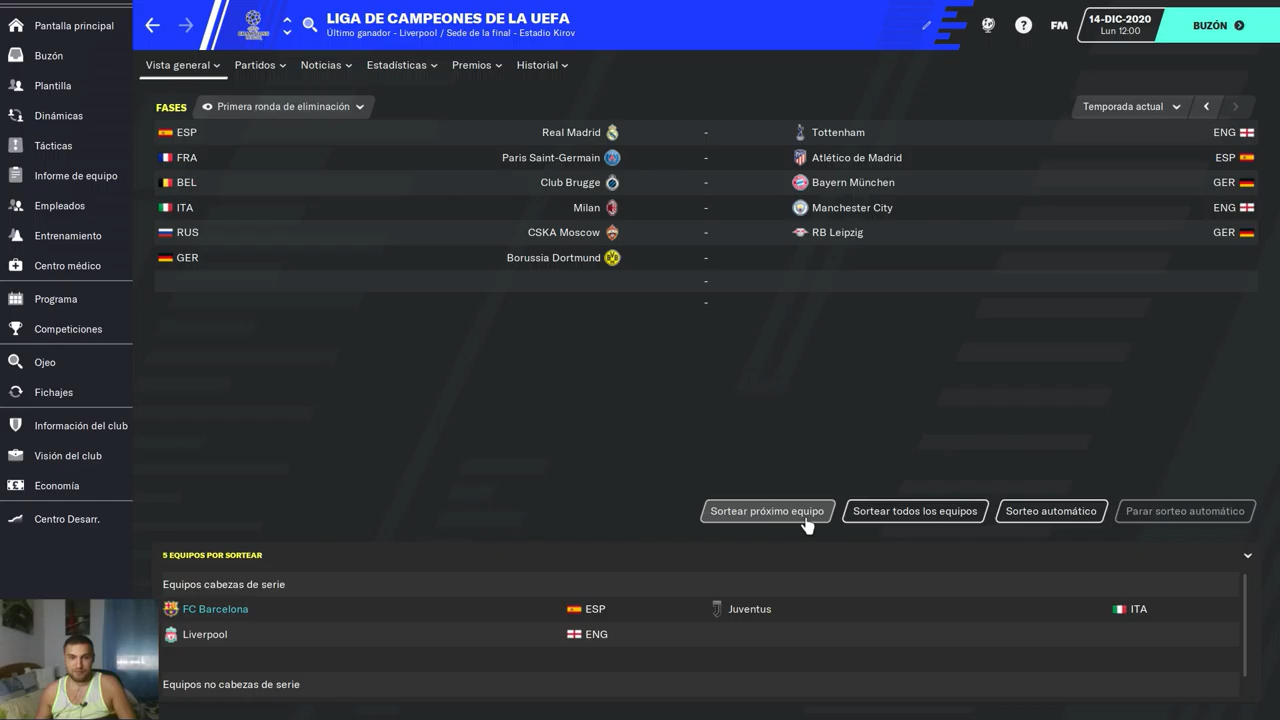 Pantalla principal
Buzón
Plantilla
Dinámicas
Tácticas
Informe de equipo
Empleados
Entrenamiento
Centro médico
Programa
Competiciones
Ojeo
Fichajes
Información del club
Visión del club
Economía
Centro Desarr.
LIGA DE CAMPEONES DE LA UEFA
Último ganador - Liverpool / Sede de la final - Estadio Kirov
FM
14-DIC-2020
Lun 12:00
BUZÓN
Vista general Partidos Noticias Estadísticas Premios Historial
FASES Primera ronda de eliminación Temporada actual
ESP Real Madrid - Tottenham ENG
FRA Paris Saint-Germain - Atlético de Madrid ESP
BEL Club Brugge - Bayern München GER
ITA Milan - Manchester City ENG
RUS CSKA Moscow - RB Leipzig GER
GER Borussia Dortmund -
-
-
Sortear próximo equipo Sortear todos los equipos Sorteo automático Parar sorteo automático
5 EQUIPOS POR SORTEAR
Equipos cabezas de serie
FC Barcelona ESP Juventus ITA
Liverpool ENG
Equipos no cabezas de serie